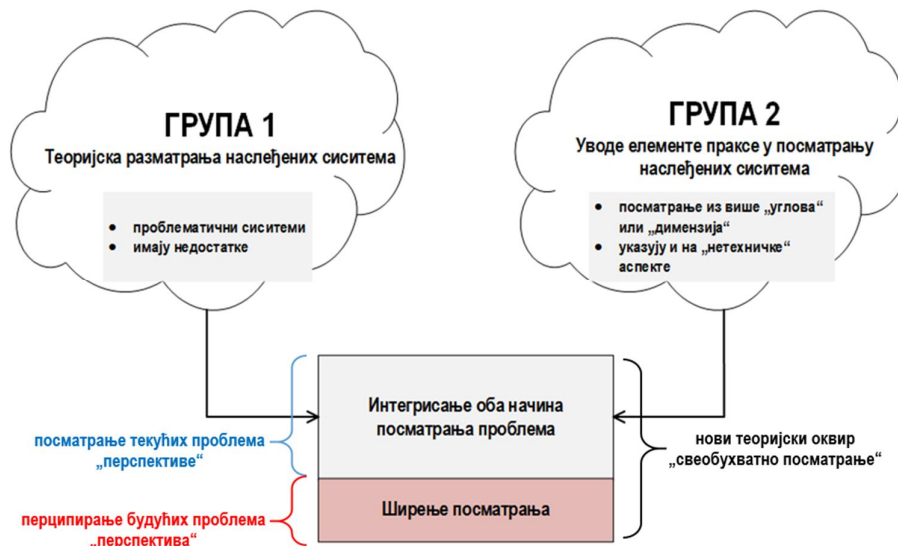 ГРУПА 1
Теоријска разматрања наслеђених сиситема
• проблематични сиситеми
• имају недостатке
ГРУПА 2
Уводе елементе праксе у посматрању
наслеђених сиситема
• посматрање из више „углова“
или „димензија“
• указују и на „нетехничке“
аспекте
Интегрисање оба начина
посматрања проблема
Ширење посматрања
посматрање текућих проблема
„перспективе“
перципирање будућих проблема
„перспектива“
нови теоријски оквир
„свеобухватно посматрање“